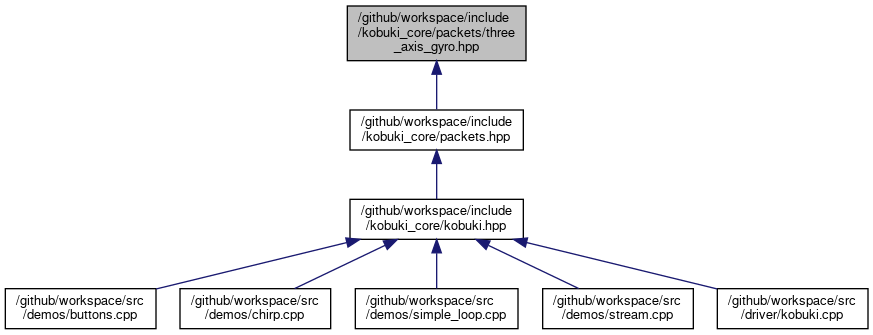 /github/workspace/include
/kobuki_core/packets/three
_axis_gyro.hpp
/github/workspace/include
/kobuki_core/packets.hpp
/github/workspace/include
/kobuki_core/kobuki.hpp
/github/workspace/src
/demos/buttons.cpp
/github/workspace/src
/demos/chirp.cpp
/github/workspace/src
/demos/simple_loop.cpp
/github/workspace/src
/demos/stream.cpp
/github/workspace/src
/driver/kobuki.cpp